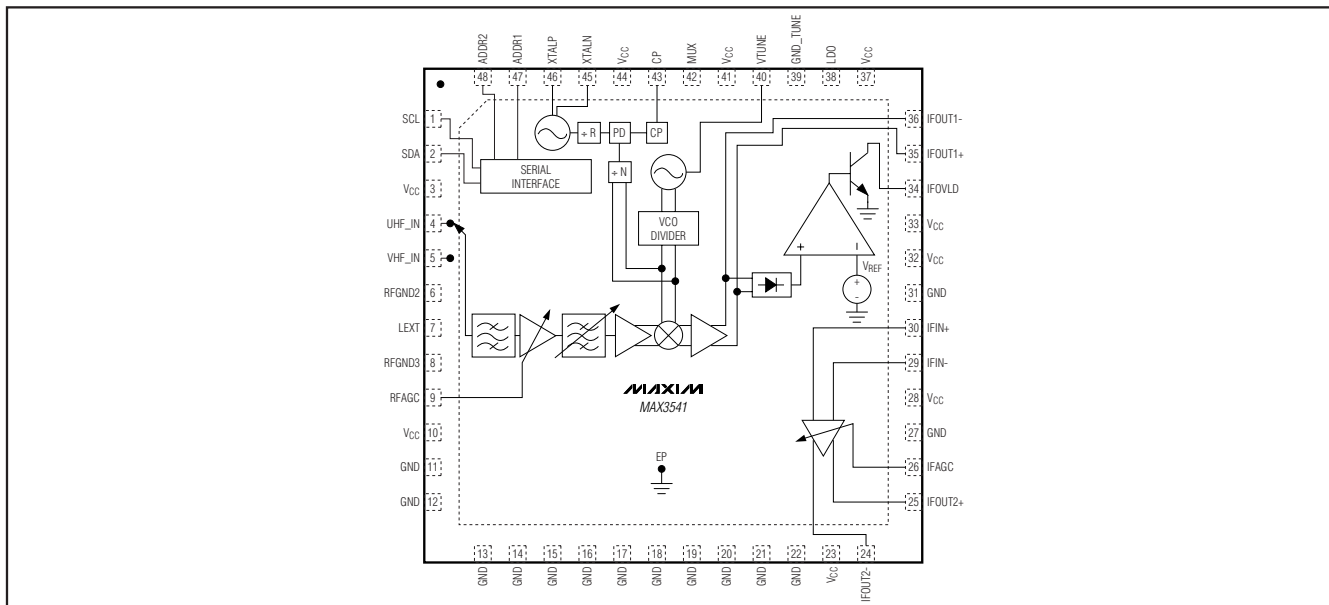 ADDR2
ADDR1
XTALP
XTALN
VCC
CP
MUX
VCC
VTUNE
GND_TUNE
LDO
VCC
48
47
46
45
44
43
42
41
40
39
38
37
SCL 1
SDA 2
VCC 3
UHF_IN 4
VHF_IN 5
RFGND2 6
LEXT 7
RFGND3 8
RFAGC 9
VCC 10
GND 11
GND 12
÷ R
PD
CP
÷ N
SERIAL
INTERFACE
VCO
DIVIDER
+
–
VREF
+
-
MAXIM
MAX3541
EP
36 IFOUT1-
35 IFOUT1+
34 IFOVLD
33 VCC
32 VCC
31 GND
30 IFIN+
29 IFIN-
28 VCC
27 GND
26 IFAGC
25 IFOUT2+
13
14
15
16
17
18
19
20
21
22
23
24
GND
GND
GND
GND
GND
GND
GND
GND
GND
GND
VCC
IFOUT2-